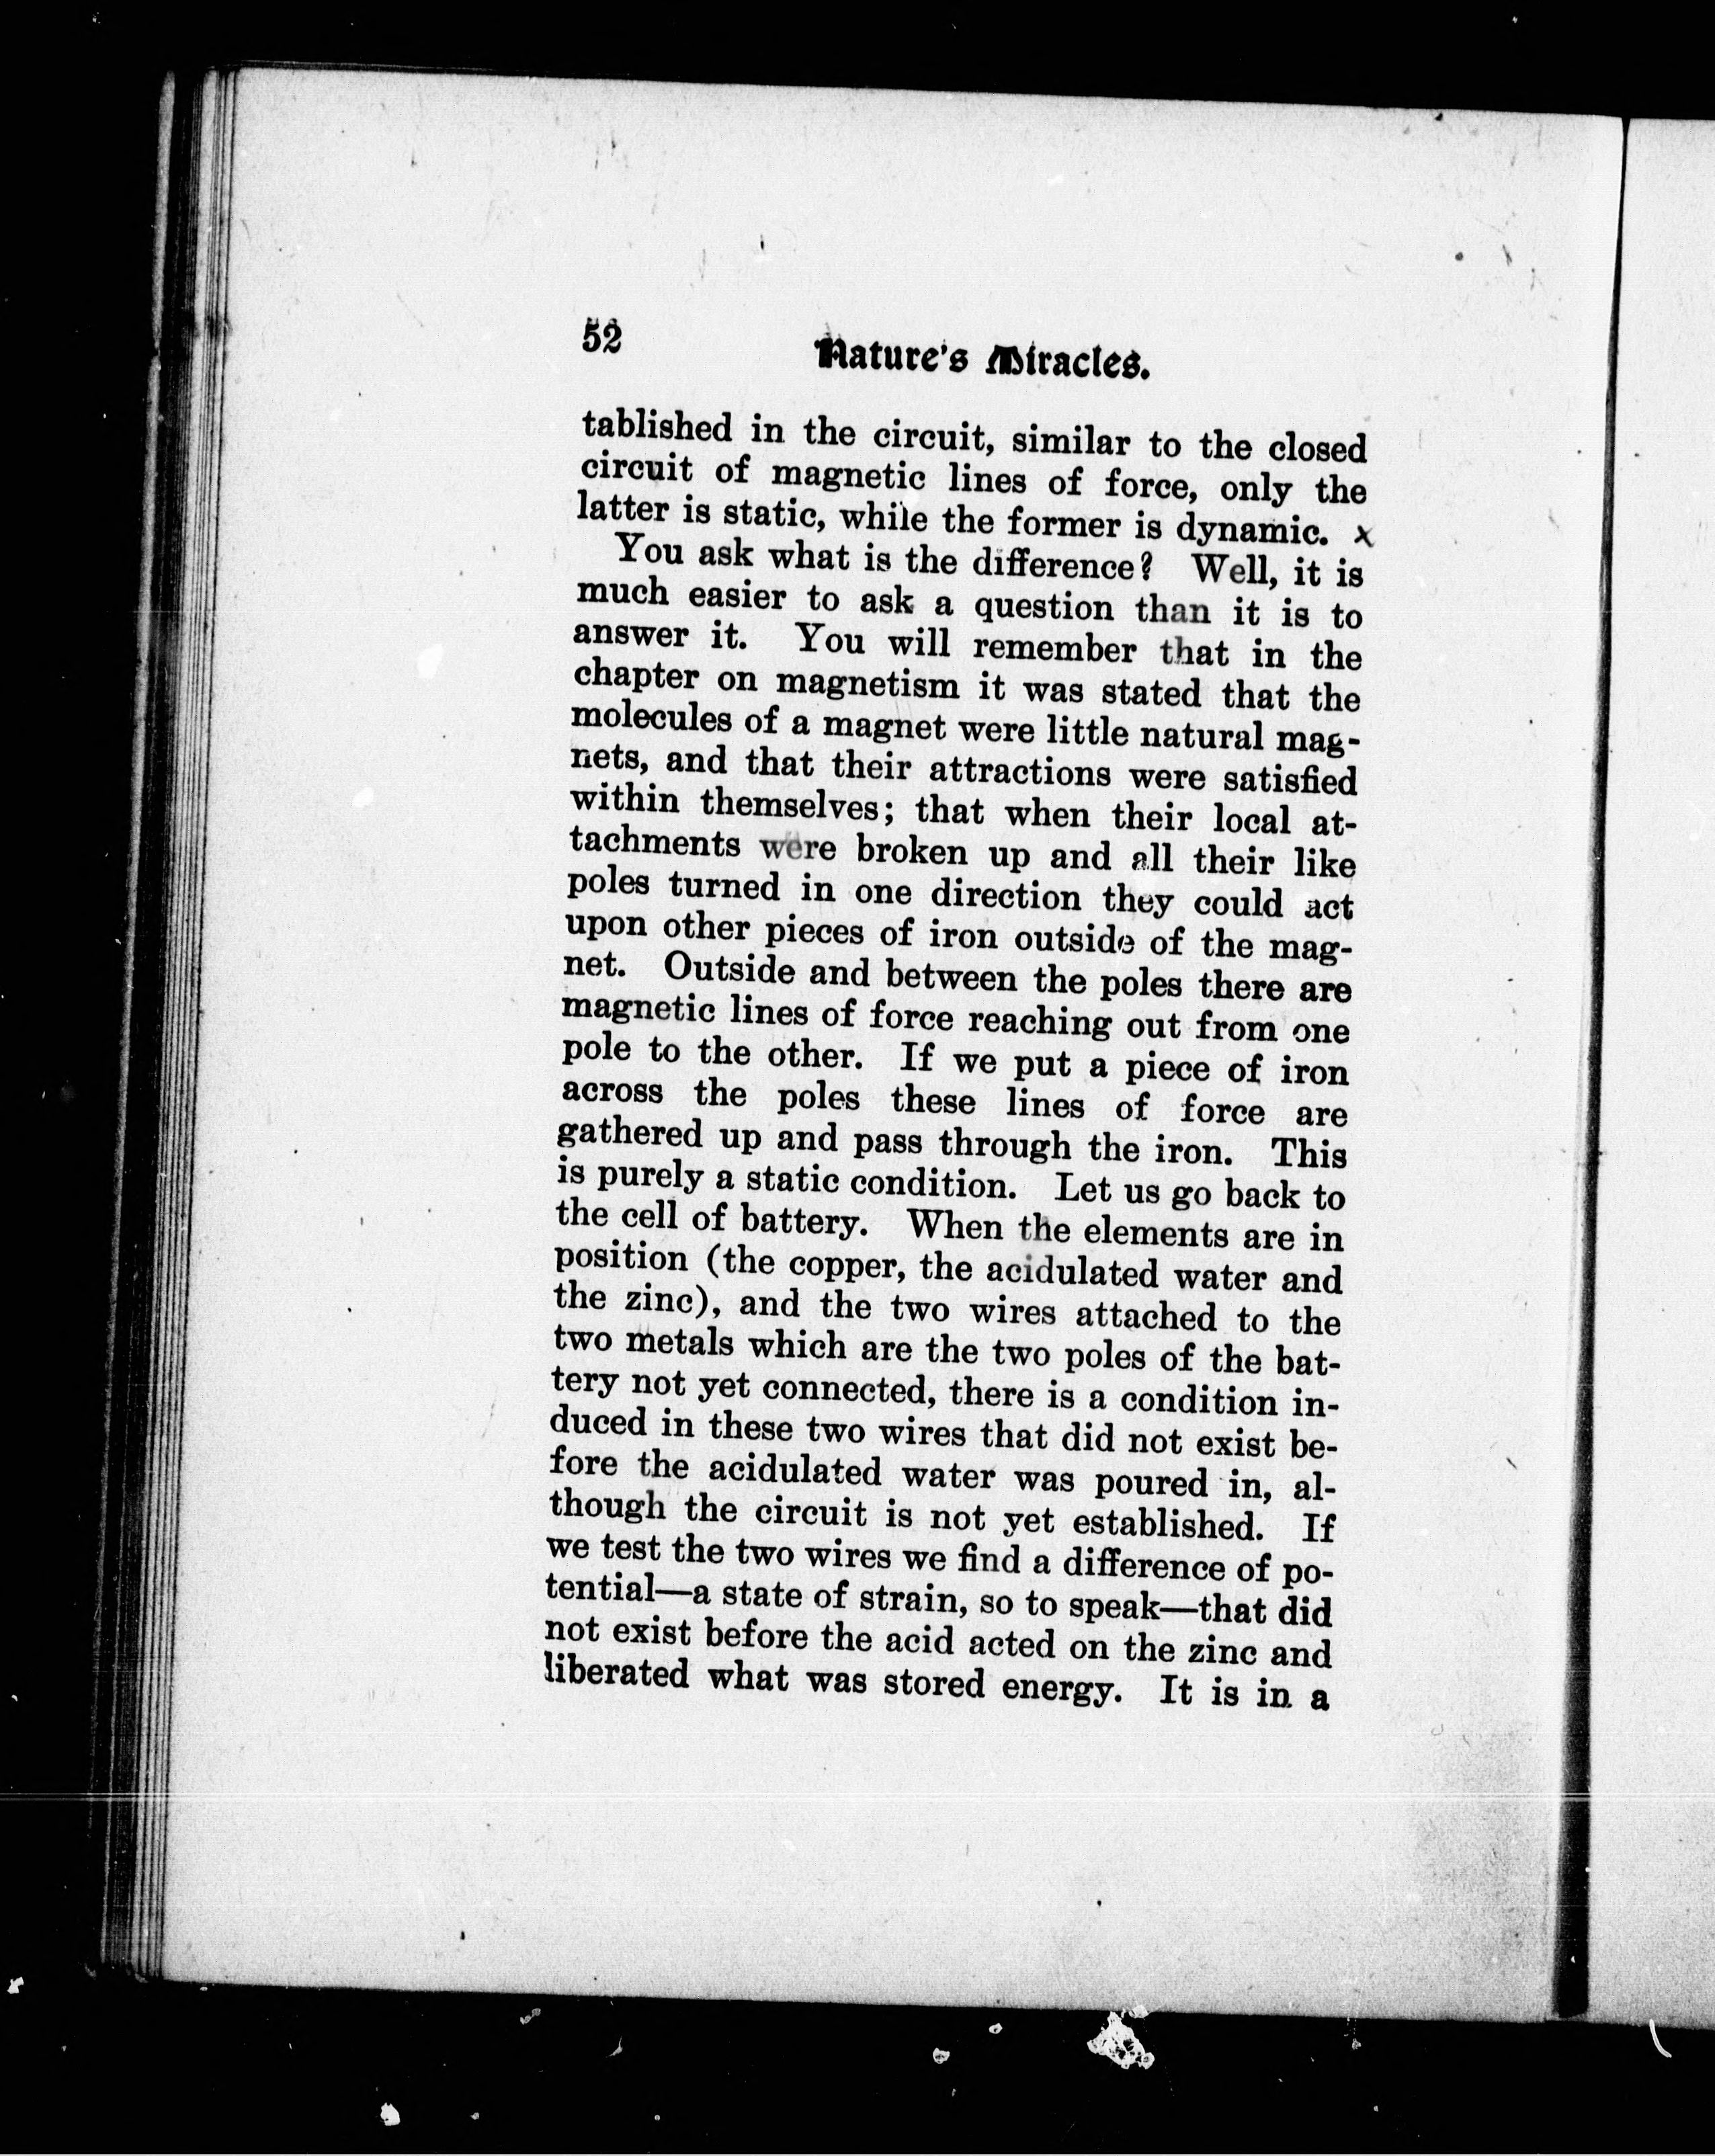 52
Nature's Miracles.
tablished in the circuit, similar to the closed
circuit of magnetic lines of force, only the
latter is static, while the former is dynamic. x
You ask what is the difference? Well, it is
much easier to ask a question than it is to
answer it. You will remember that in the
chapter on magnetism it was stated that the
molecules of a magnet were little natural mag-
nets, and that their attractions were satisfied
within themselves; that when their local at-
tachments were broken up and all their like
poles turned in one direction they could act
upon other pieces of iron outside of the mag-
net. Outside and between the poles there are
magnetic lines of force reaching out from one
pole to the other. If we put a piece of iron
across the poles these lines of force are
gathered up and pass through the iron. This
is purely a static condition. Let us go back to
the cell of battery. When the elements are in
position (the copper, the acidulated water and
the zinc), and the two wires attached to the
two metals which are the two poles of the bat-
tery not yet connected, there is a condition in-
duced in these two wires that did not exist be-
fore the acidulated water was poured in, al-
though the circuit is not yet established. If
we test the two wires we find a difference of po-
tential—a state of strain, so to speak—that did
not exist before the acid acted on the zinc and
liberated what was stored energy. It is in a